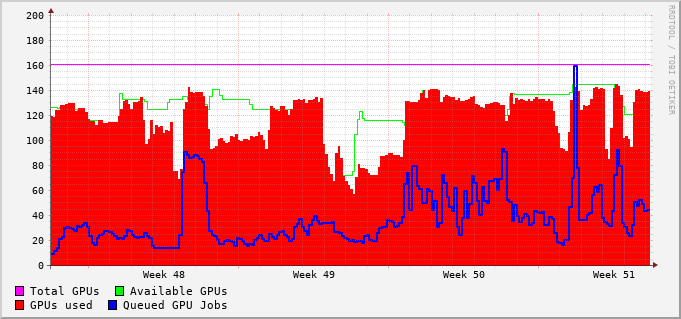 200
180
160
140
120
100
80
60
40
20
0
Week 48 Week 49 Week 50 Week 51
Total GPUs Available GPUs
GPUs used Queued GPU Jobs
RRDTOOL / TOBI OETIKER